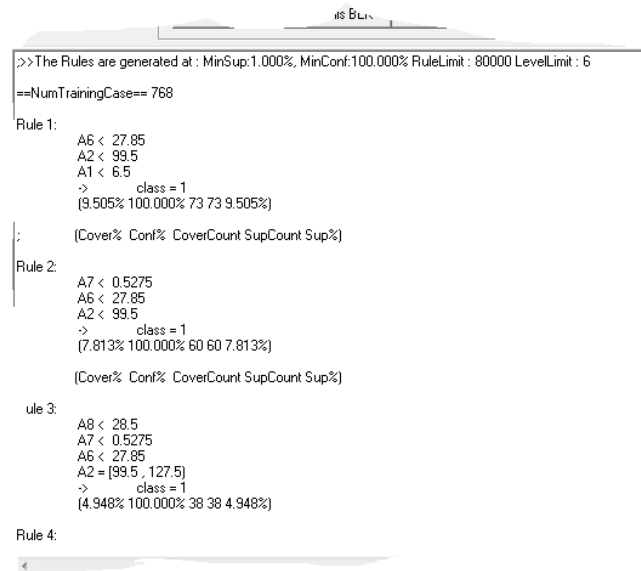 >>The Rules are generated at : MinSup:1.000%, MinConf:100.000% RuleLimit : 80000 LevelLimit : 6
==NumTrainingCase== 768
Rule 1:
A6 < 27.85
A2 < 99.5
A1 < 6.5
-> class = 1
(9.505% 100.000% 73 73 9.505%)
; (Cover% Conf% CoverCount SupCount Sup%)
Rule 2:
A7 < 0.5275
A6 < 27.85
A2 < 99.5
-> class = 1
(7.813% 100.000% 60 60 7.813%)
(Cover% Conf% CoverCount SupCount Sup%)
ule 3:
A8 < 28.5
A7 < 0.5275
A6 < 27.85
A2 = [99.5 , 127.5)
-> class = 1
(4.948% 100.000% 38 38 4.948%)
Rule 4: